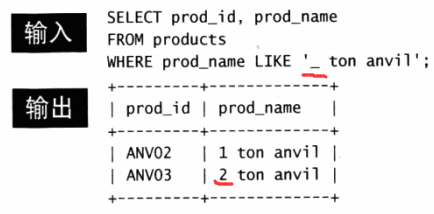 输入
SELECT prod_id, prod_name
FROM products
WHERE prod_name LIKE '_ ton anvil';
输出
+---------+-------------+
| prod_id | prod_name   |
+---------+-------------+
| ANV02   | 1 ton anvil |
| ANV03   | 2 ton anvil |
+---------+-------------+